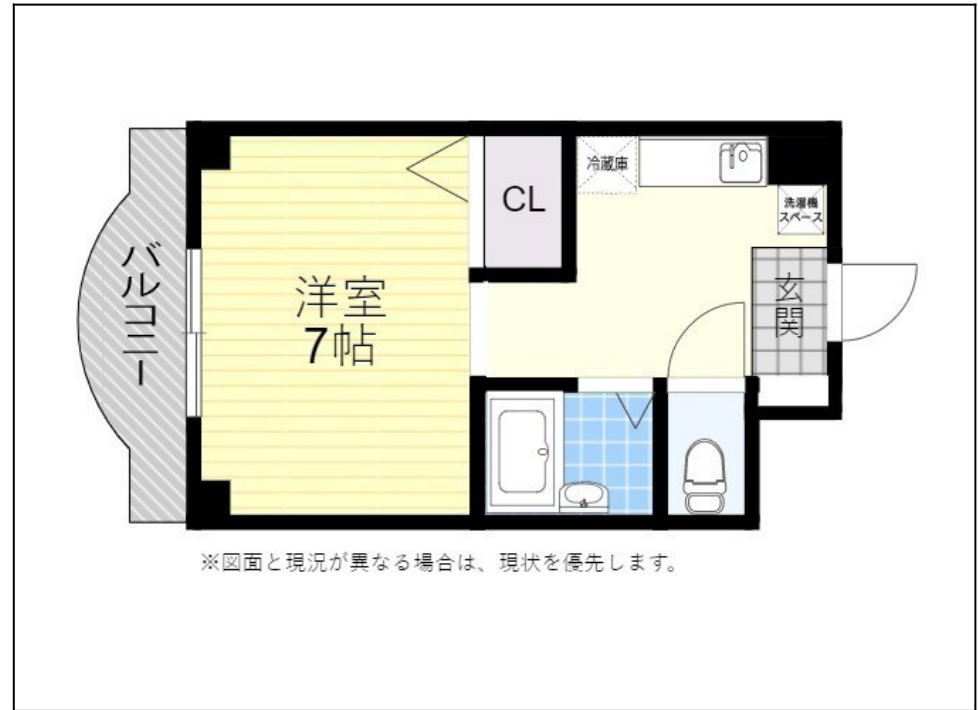 冷蔵庫
CL
洗濯機
スペース
バルコニー
洋室
7帖
玄関
※図面と現況が異なる場合は、現状を優先します。